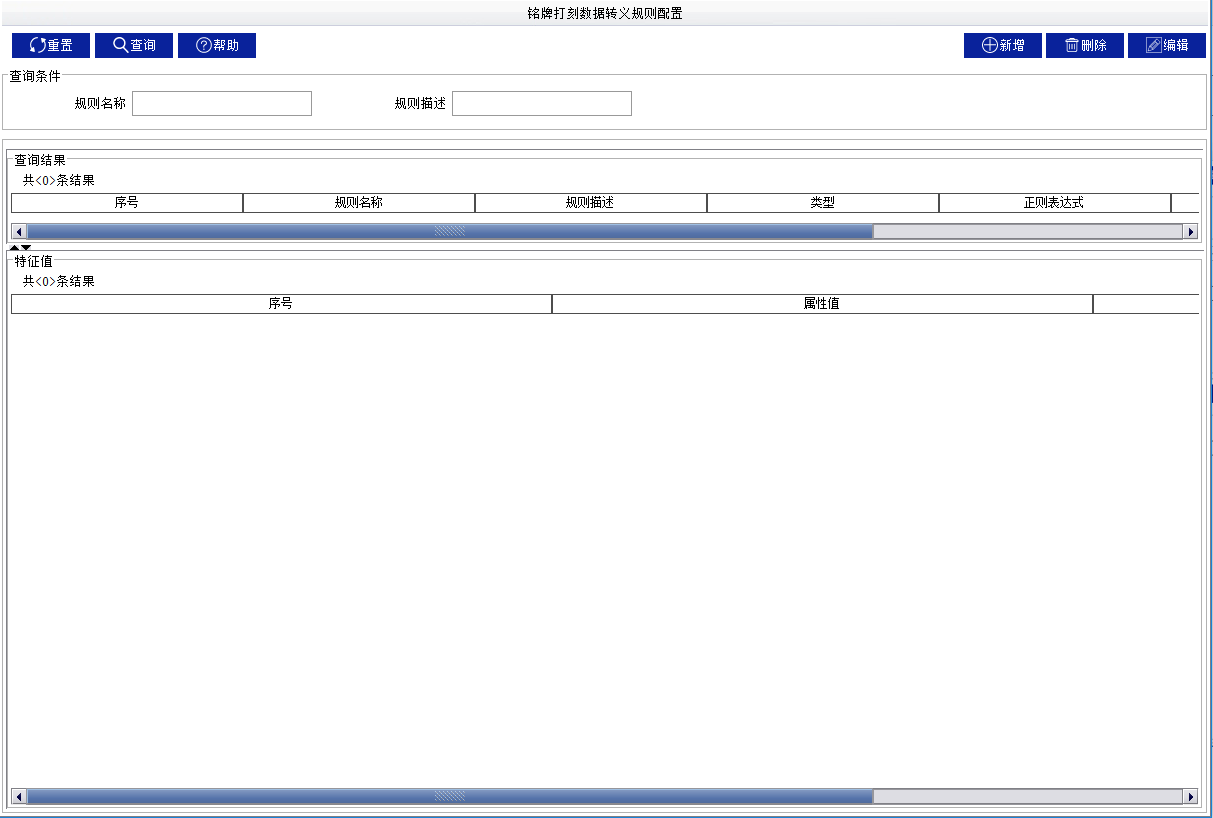 铭牌打刻数据转义规则配置
重置 查询 帮助 新增 删除 编辑
查询条件
规则名称 规则描述
查询结果
共<0>条结果
序号 规则名称 规则描述 类型 正则表达式
特征值
共<0>条结果
序号 属性值